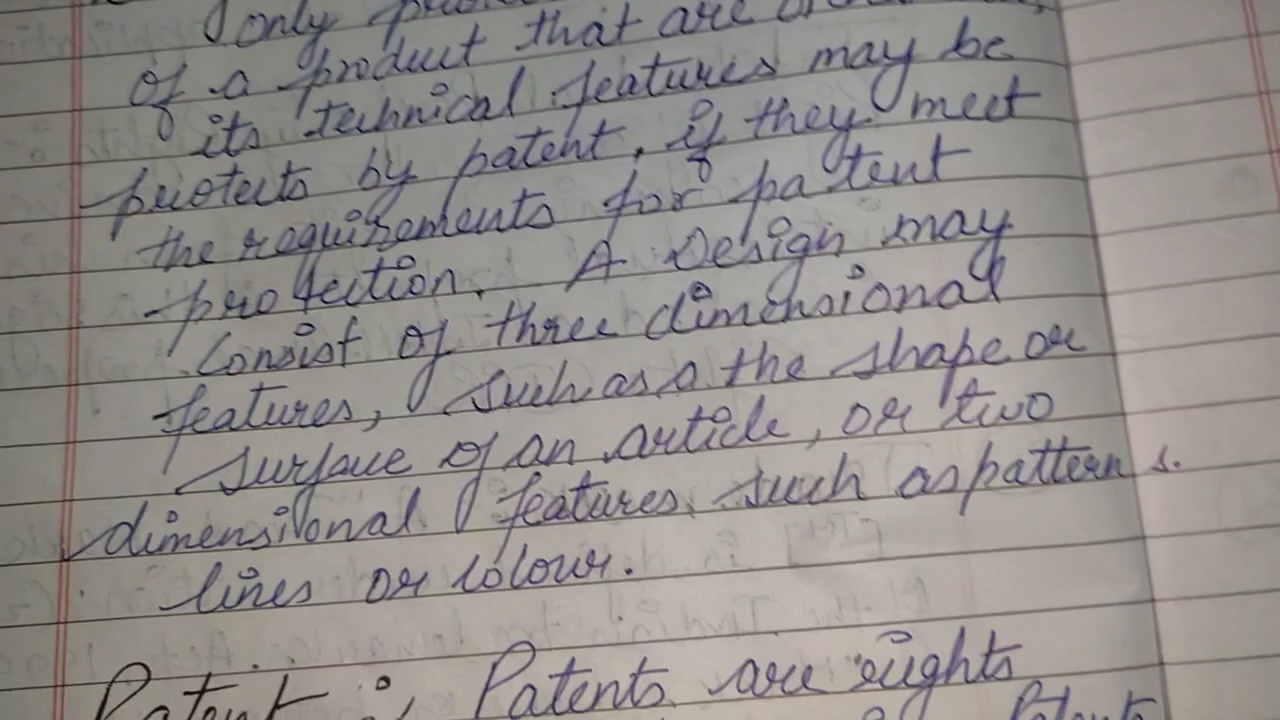 only
of a product that are
its technical features may be
protects by patent, if they meet
the requirements for patent
protection. A Design may
Consist of three dimensional
features, such as a the shape or
surface of an article, or two
dimensional features, such as patterns.
lines or colour.
Patent :, Patents are rights
Patents